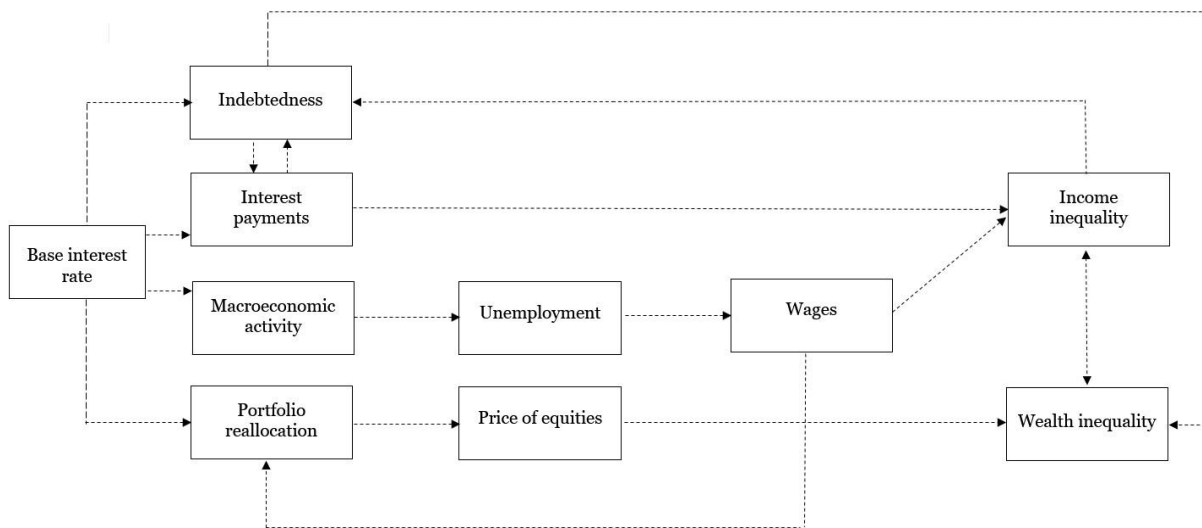 Indebtedness
Interest
payments
Income
inequality
Base interest
rate
Macroeconomic
activity
Unemployment
Wages
Portfolio
reallocation
Price of equities
Wealth inequality